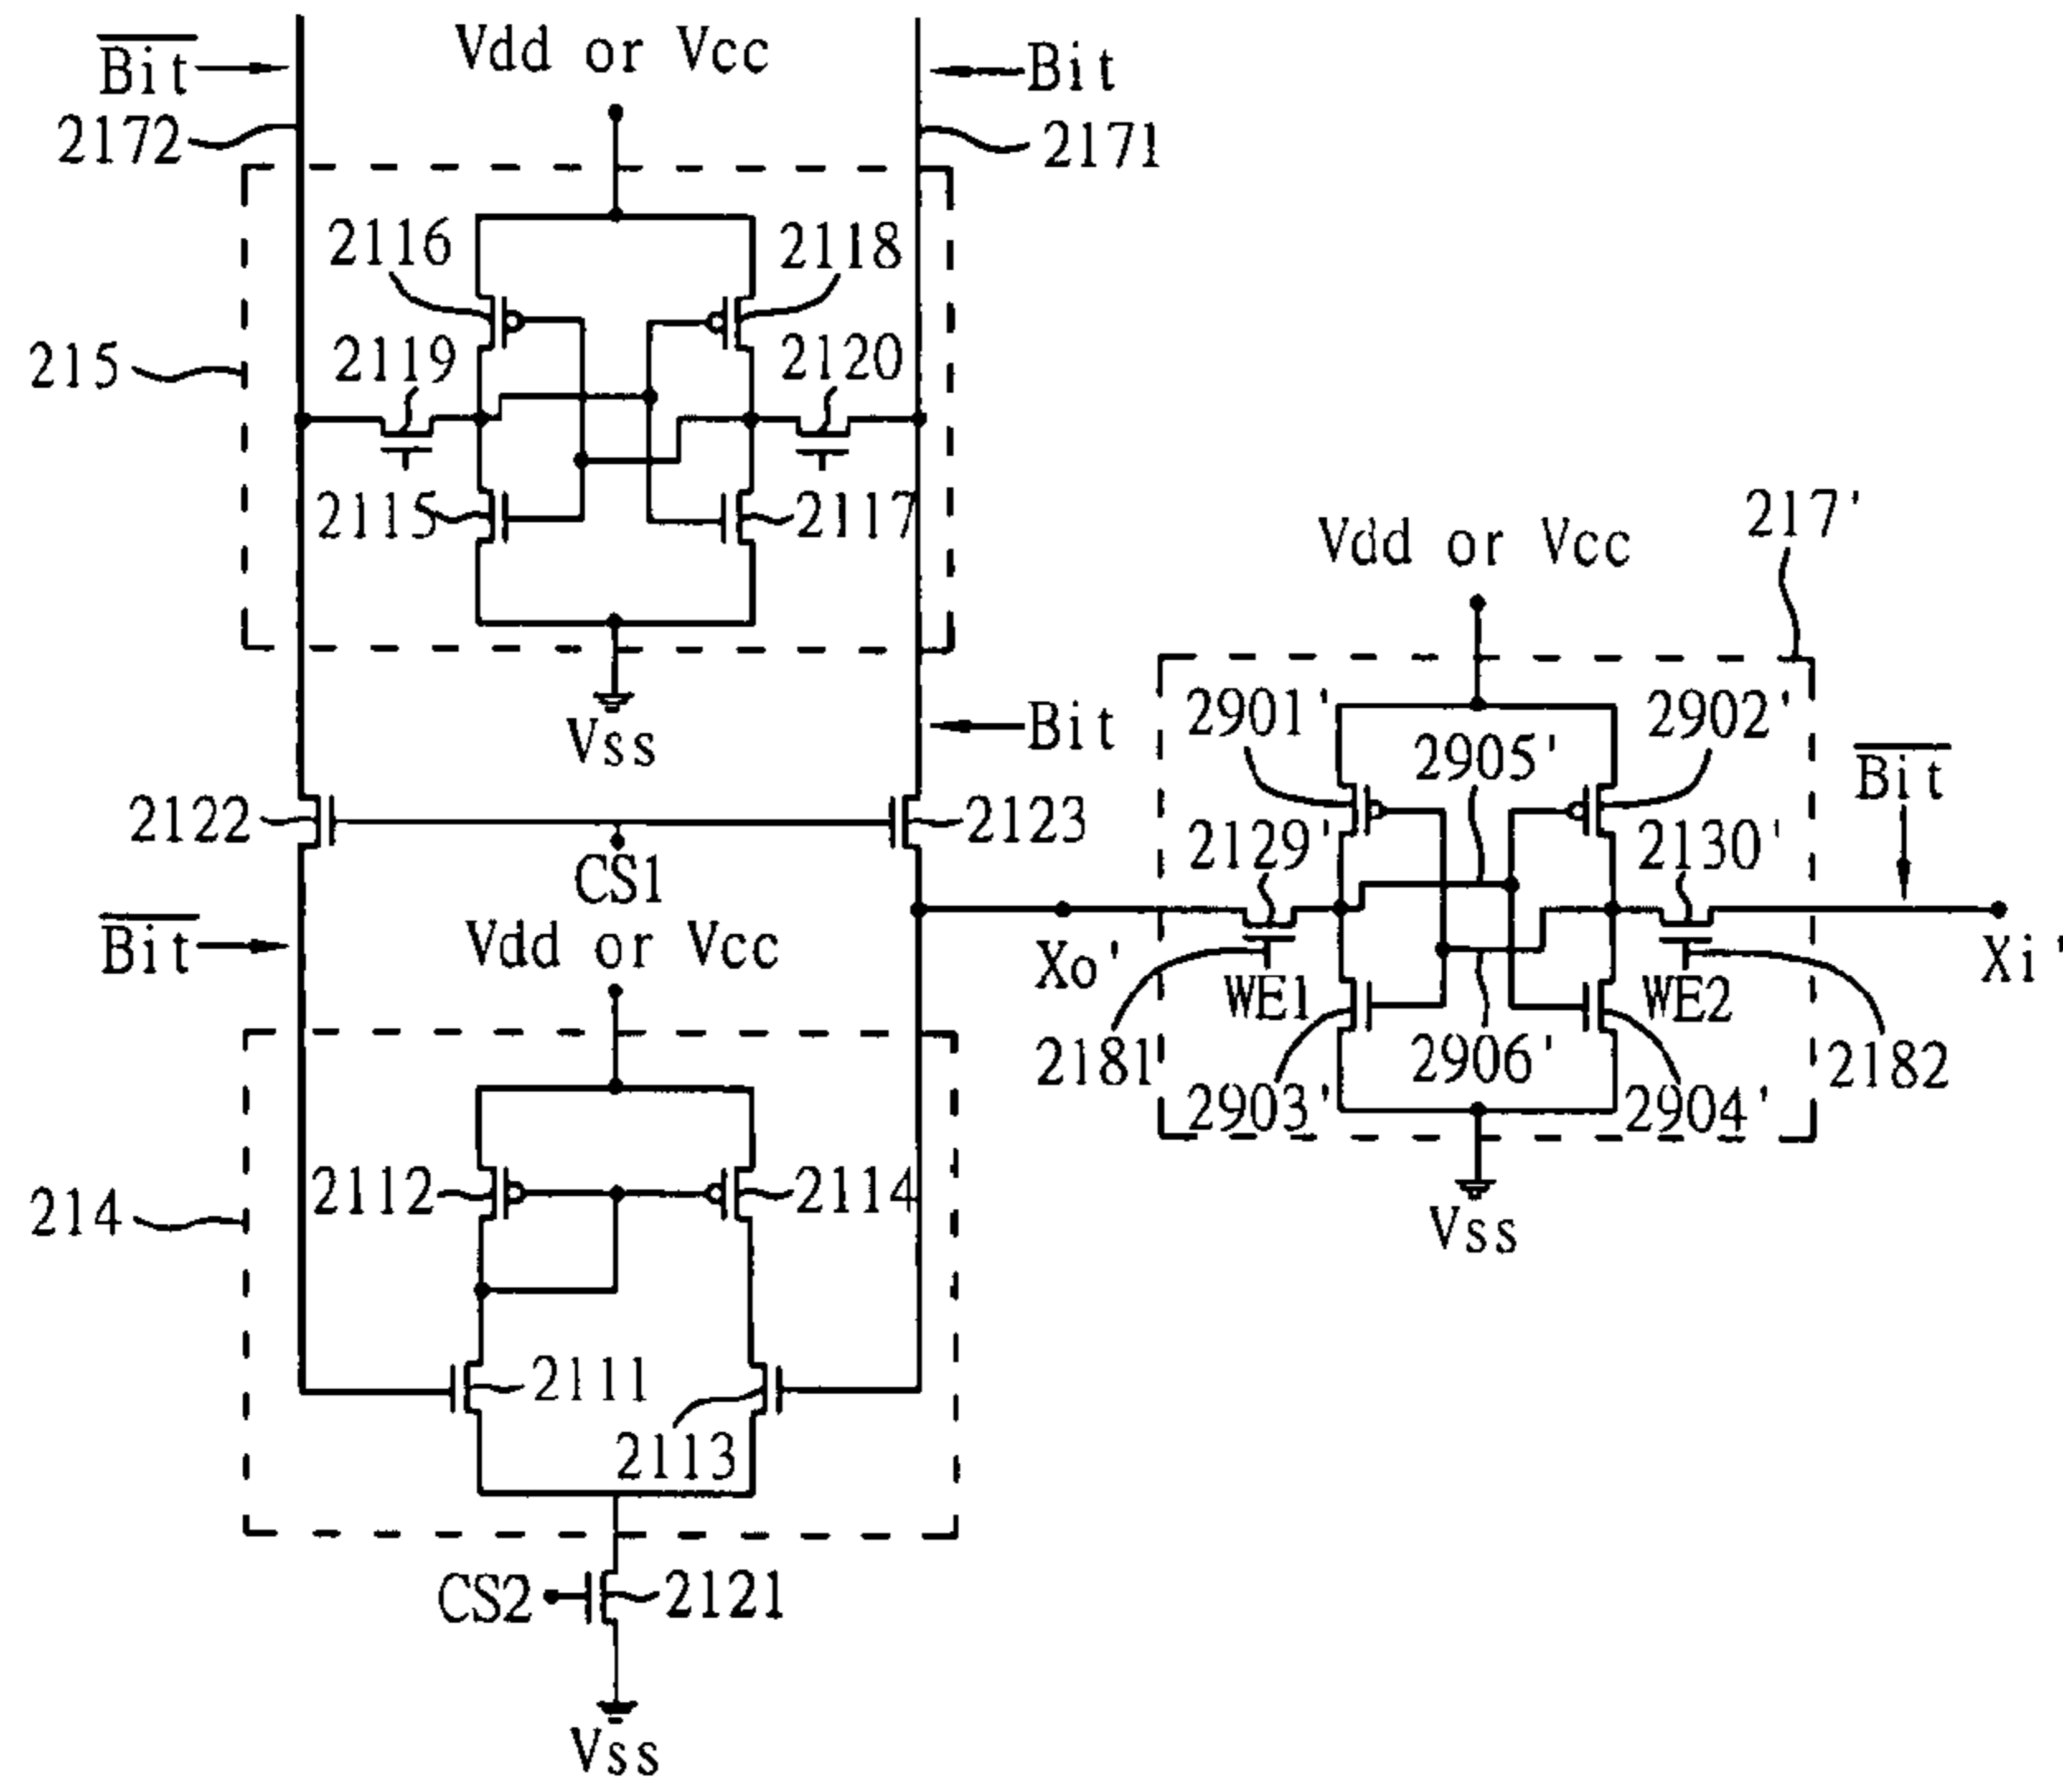 Bit
Vdd or Vcc
Bit
2172
2171
2116
2118
2119
2120
215
2115
2117
217'
Vdd or Vcc
Vss
Bit
2901'
2902'
2905'
Bit
2122
2123
2129'
2130'
CS1
Bit
Vdd or Vcc
Xo'
WE1
WE2
Xi'
2181
2906'
2182
2903'
2904'
2112
2114
214
Vss
2111
2113
CS2
2121
Vss